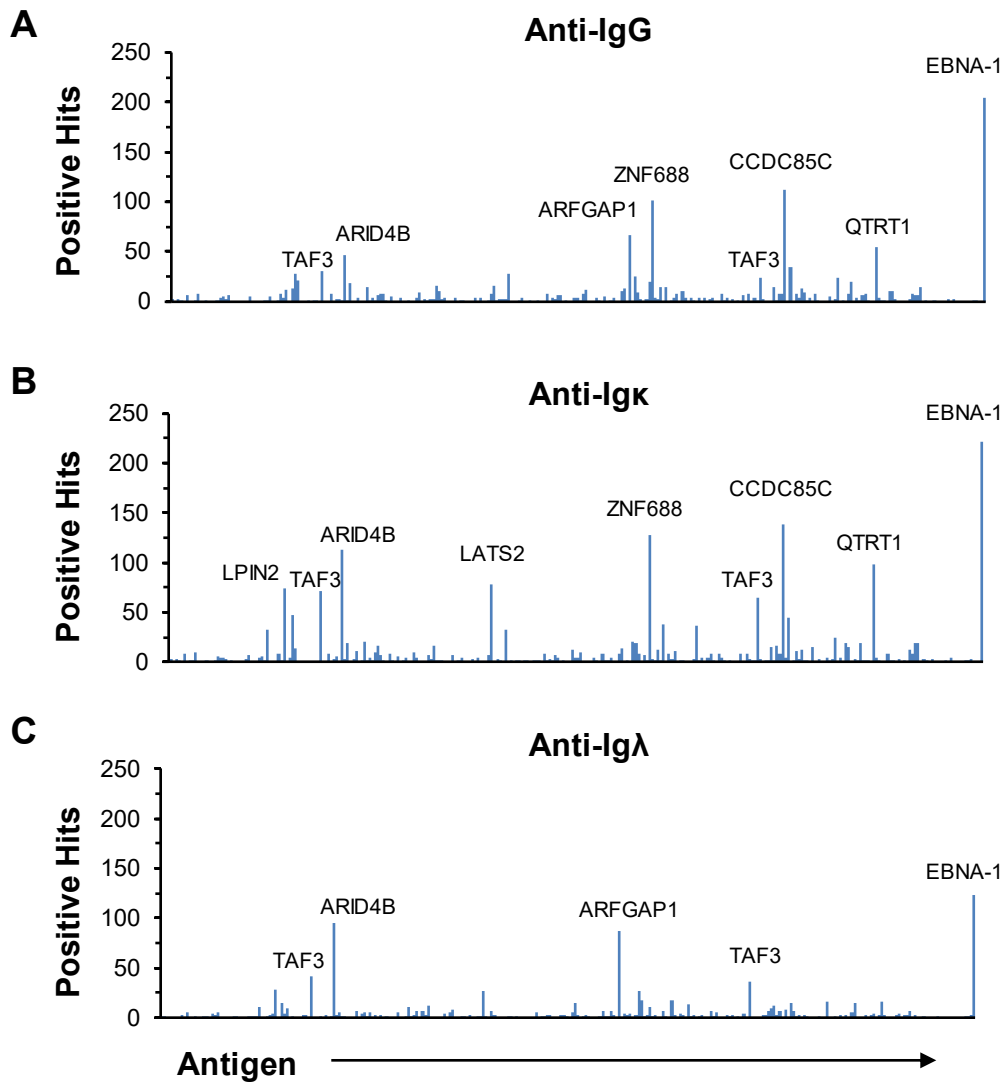 A
Anti-IgG
Positive Hits
250
200
150
100
50
0
TAF3
ARID4B
ARFGAP1
ZNF688
TAF3
CCDC85C
QTRT1
EBNA-1
B
Anti-Igκ
Positive Hits
250
200
150
100
50
0
LPIN2
TAF3
ARID4B
LATS2
ZNF688
TAF3
CCDC85C
QTRT1
EBNA-1
C
Anti-Igλ
Positive Hits
250
200
150
100
50
0
TAF3
ARID4B
ARFGAP1
TAF3
EBNA-1
Antigen